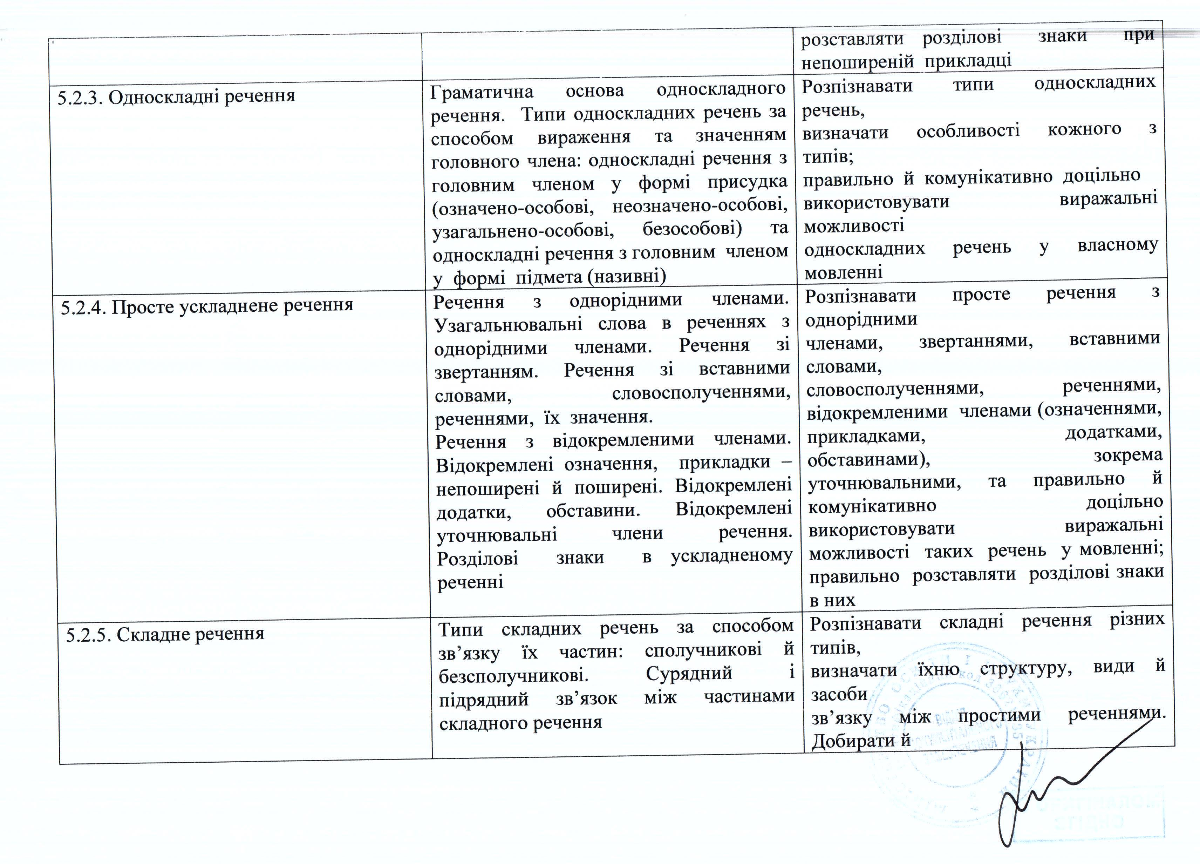 розставляти розділові знаки при
непоширеній прикладці
5.2.3. Односкладні речення
Граматична основа односкладного
речення. Типи односкладних речень за
способом вираження та значенням
головного члена: односкладні речення з
головним членом у формі присудка
(означено-особові, неозначено-особові,
узагальнено-особові, безособові) та
односкладні речення з головним членом
у формі підмета (називні)
Розпізнавати типи односкладних
речень,
визначати особливості кожного з
типів;
правильно й комунікативно доцільно
використовувати виражальні
можливості
односкладних речень у власному
мовленні
5.2.4. Просте ускладнене речення
Речення з однорідними членами.
Узагальнювальні слова в реченнях з
однорідними членами. Речення зі
звертанням. Речення зі вставними
словами, словосполученнями,
реченнями, їх значення.
Речення з відокремленими членами.
Відокремлені означення, прикладки –
непоширені й поширені. Відокремлені
додатки, обставини. Відокремлені
уточнювальні члени речення.
Розділові знаки в ускладненому
реченні
Розпізнавати просте речення з
однорідними
членами, звертаннями, вставними
словами,
словосполученнями, реченнями,
відокремленими членами (означеннями,
прикладками, додатками,
обставинами), зокрема
уточнювальними, та правильно й
комунікативно доцільно
використовувати виражальні
можливості таких речень у мовленні;
правильно розставляти розділові знаки
в них
5.2.5. Складне речення
Типи складних речень за способом
зв’язку їх частин: сполучникові й
безсполучникові. Сурядний і
підрядний зв’язок між частинами
складного речення
Розпізнавати складні речення різних
типів,
визначати їхню структуру, види й
засоби
зв’язку між простими реченнями.
Добирати й